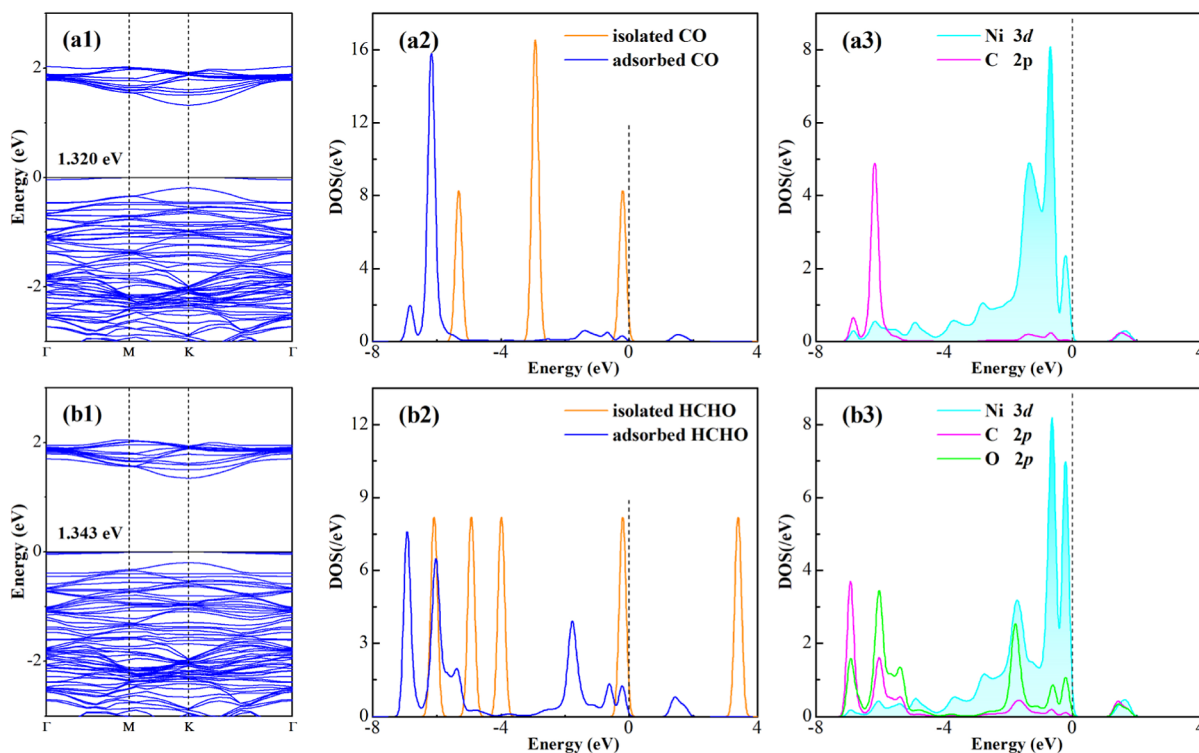 (a1)
2
0
-2
Energy (eV)
1.320 eV
Γ M K Γ
(a2)
isolated CO
adsorbed CO
16
12
8
4
0
DOS(/eV)
-8 -4 0 4
Energy (eV)
(a3)
Ni 3d
C 2p
8
6
4
2
0
DOS(/eV)
-8 -4 0 4
Energy (eV)
(b1)
2
0
-2
Energy (eV)
1.343 eV
Γ M K Γ
(b2)
isolated HCHO
adsorbed HCHO
12
9
6
3
0
DOS(/eV)
-8 -4 0 4
Energy (eV)
(b3)
Ni 3d
C 2p
O 2p
8
6
4
2
0
DOS(/eV)
-8 -4 0 4
Energy (eV)